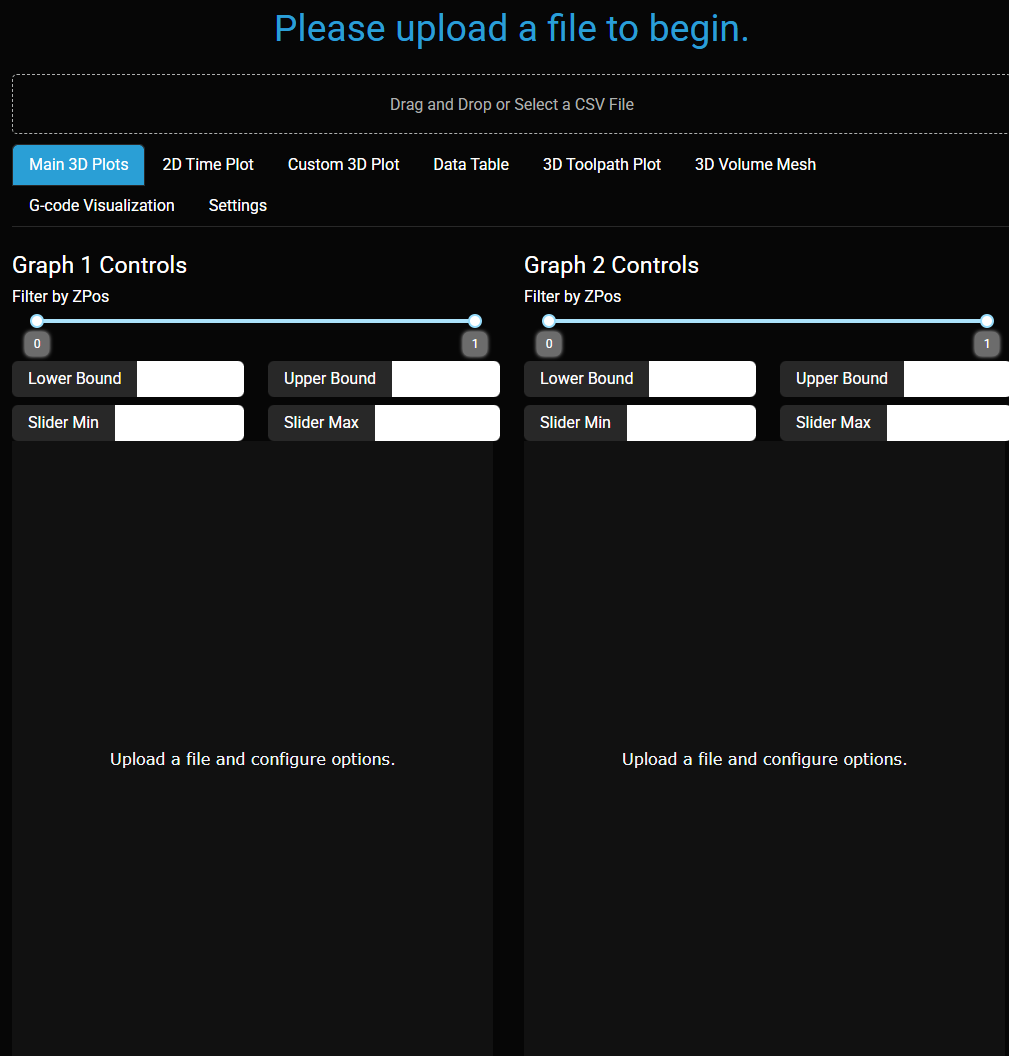 Please upload a file to begin.
Drag and Drop or Select a CSV File
Main 3D Plots 2D Time Plot Custom 3D Plot Data Table 3D Toolpath Plot 3D Volume Mesh
G-code Visualization Settings
Graph 1 Controls
Filter by ZPos
0 1
Lower Bound Upper Bound
Slider Min Slider Max
Upload a file and configure options.
Graph 2 Controls
Filter by ZPos
0 1
Lower Bound Upper Bound
Slider Min Slider Max
Upload a file and configure options.